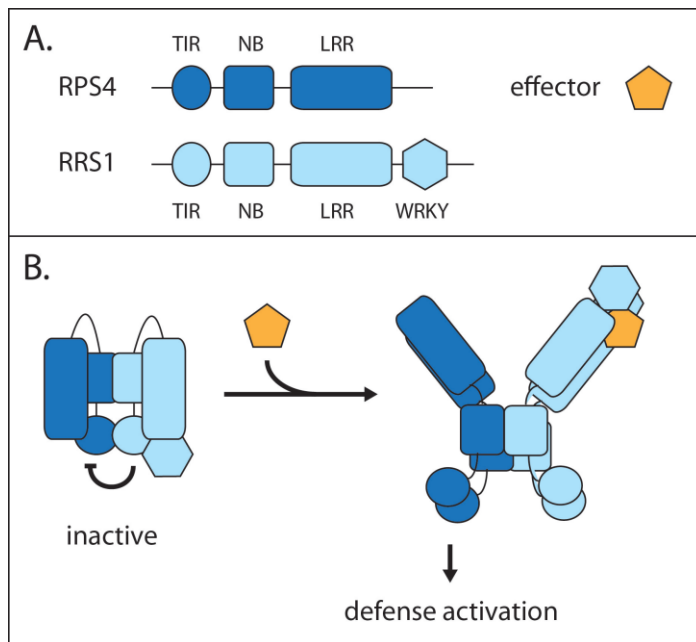 A.
TIR NB LRR
RPS4
effector
RRS1
TIR NB LRR WRKY
B.
inactive
defense activation